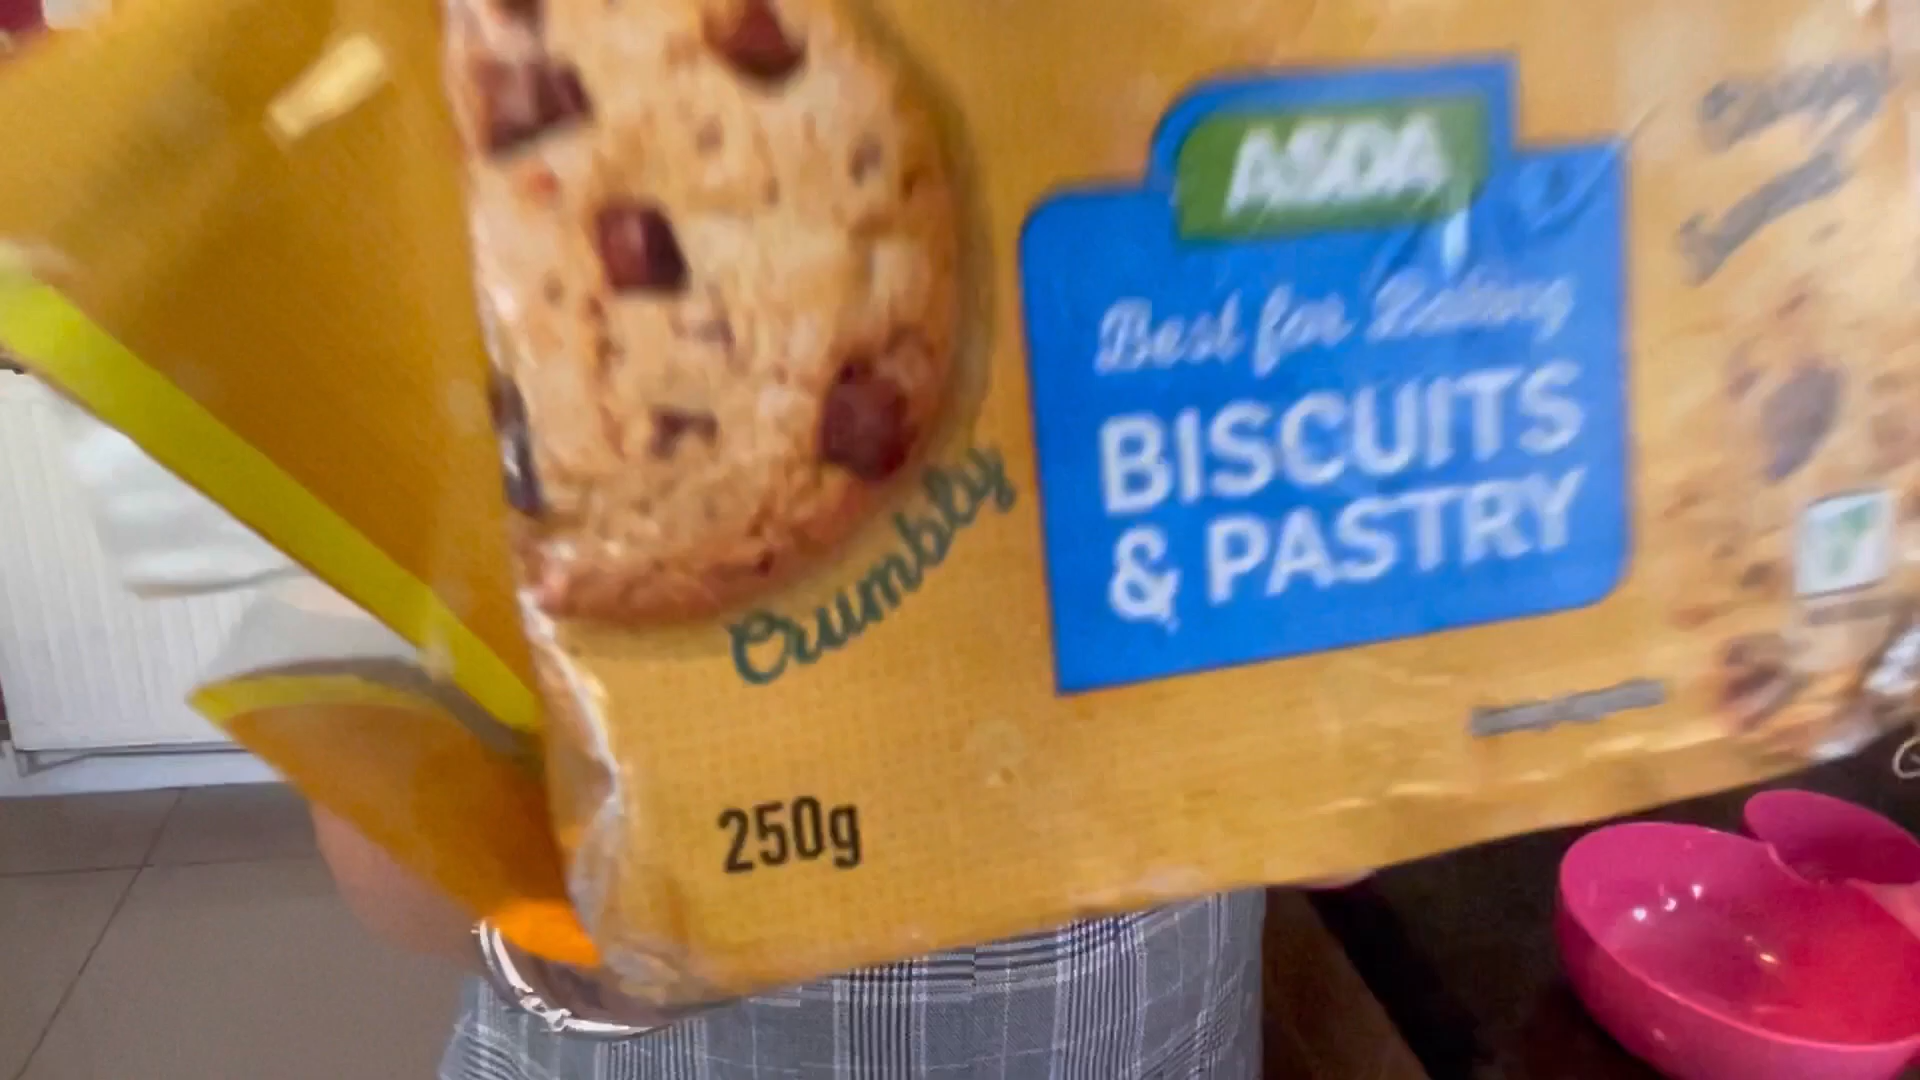 ASDA
Best for Baking
BISCUITS
& PASTRY
Crumbly
250g